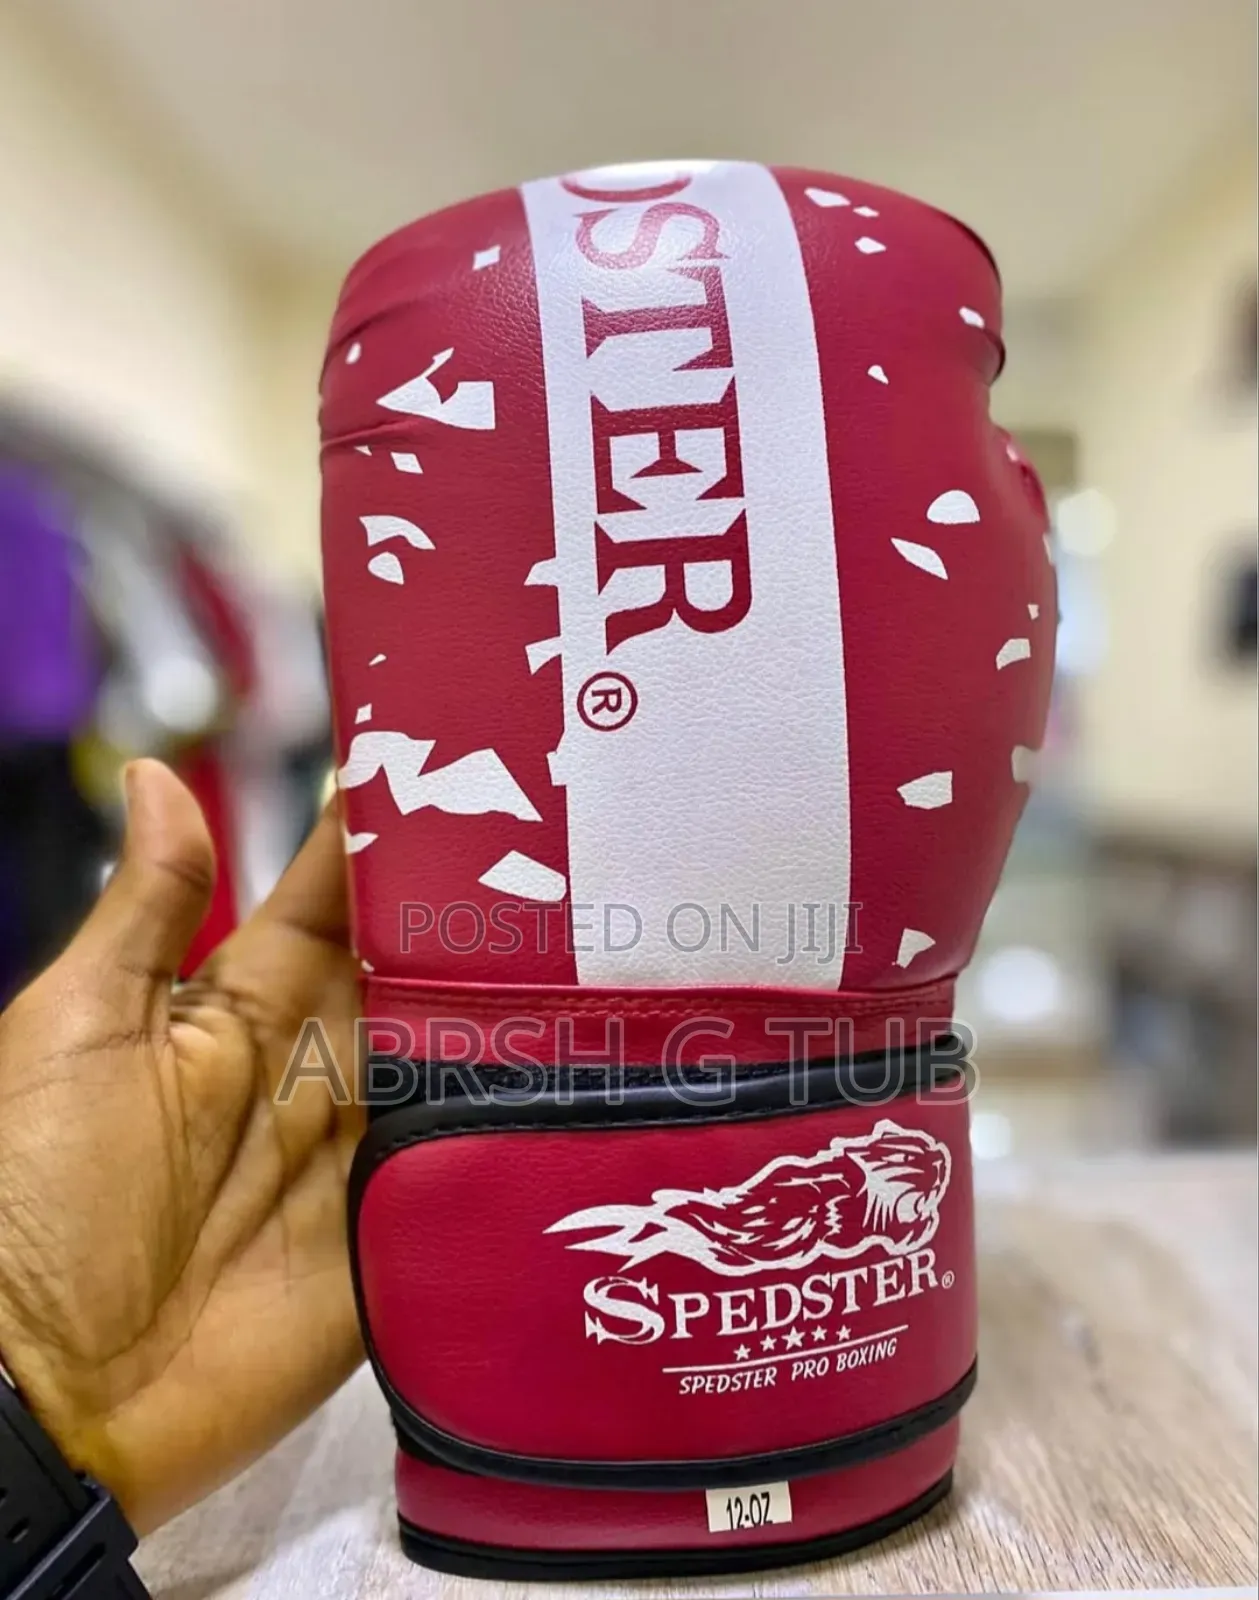 DSTER®
POSTED ON JIJI
ABRSH G TUB
SPEDSTER®
SPEDSTER PRO BOXING
12-OZ